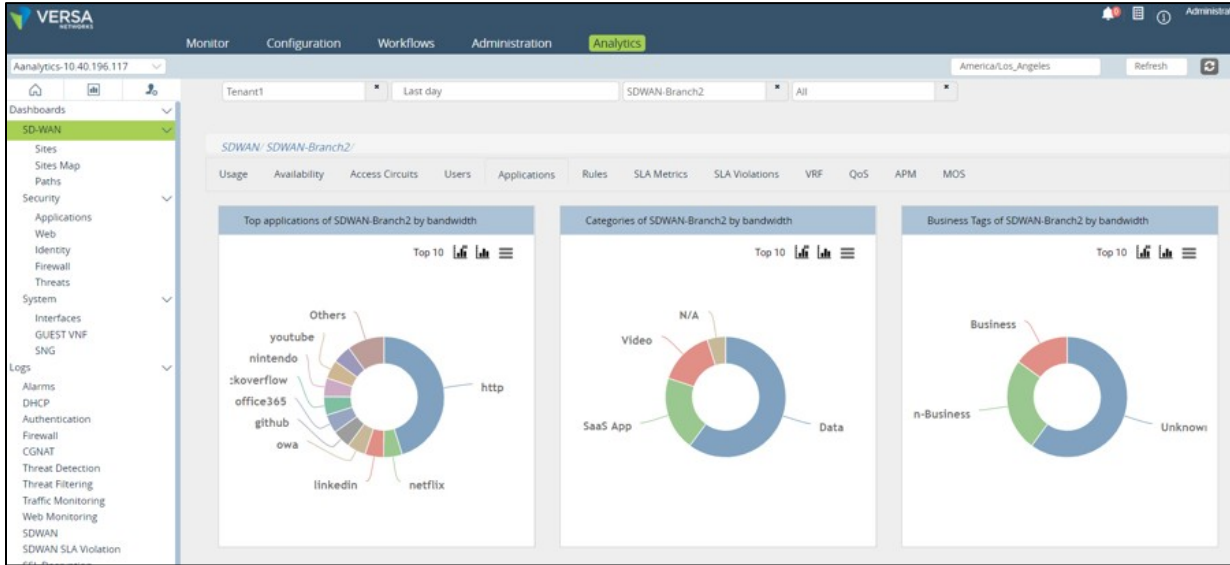 VERSA
NETWORKS
Administra
Monitor Configuration Workflows Administration Analytics
Aanalytics-10.40.196.117
America/Los_Angeles Refresh
Tenant1 Last day SDWAN-Branch2 All
Dashboards
SD-WAN
Sites
Sites Map
Paths
Security
Applications
Web
Identity
Firewall
Threats
System
Interfaces
GUEST VNF
SNG
Logs
Alarms
DHCP
Authentication
Firewall
CGNAT
Threat Detection
Threat Filtering
Traffic Monitoring
Web Monitoring
SDWAN
SDWAN SLA Violation
SDWAN/ SDWAN-Branch2/
Usage Availability Access Circuits Users Applications Rules SLA Metrics SLA Violations VRF QoS APM MOS
Top applications of SDWAN-Branch2 by bandwidth
Top 10
Others
youtube
nintendo
:koverflow
office365
github
owa
linkedin
netflix
http
Categories of SDWAN-Branch2 by bandwidth
Top 10
N/A
Video
SaaS App
Data
Business Tags of SDWAN-Branch2 by bandwidth
Top 10
Business
n-Business
Unknow